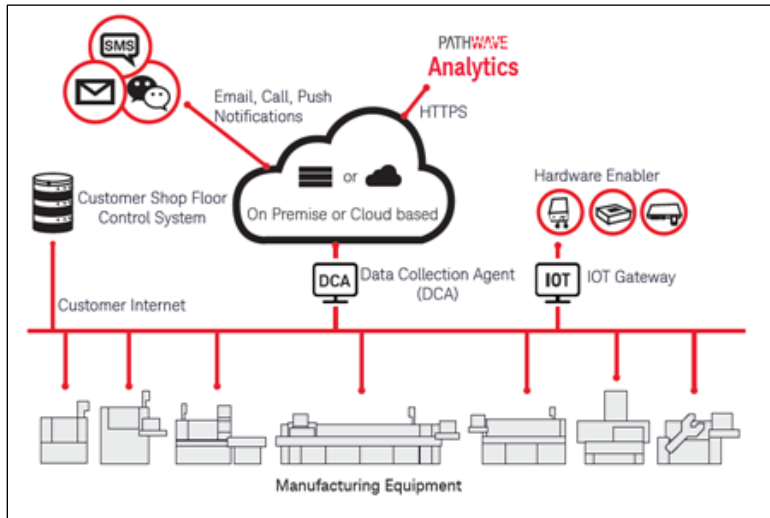 SMS
PATHWAVE
Analytics
Email, Call, Push
Notifications
HTTPS
or
On Premise or Cloud based
Hardware Enabler
Customer Shop Floor
Control System
DCA
Data Collection Agent
(DCA)
IOT
IOT Gateway
Customer Internet
Manufacturing Equipment